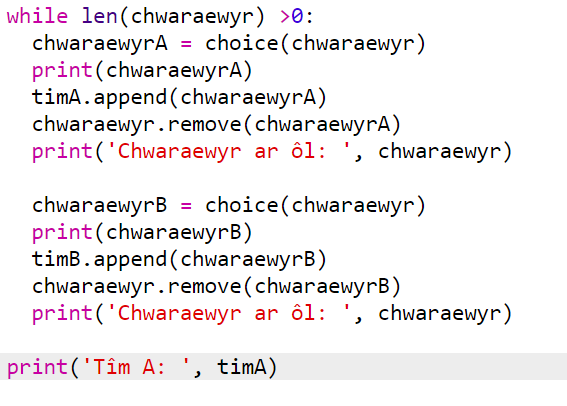 while len(chwaraewyr) >0:
  chwaraewyrA = choice(chwaraewyr)
  print(chwaraewyrA)
  timA.append(chwaraewyrA)
  chwaraewyr.remove(chwaraewyrA)
  print('Chwaraewyr ar ôl: ', chwaraewyr)

  chwaraewyrB = choice(chwaraewyr)
  print(chwaraewyrB)
  timB.append(chwaraewyrB)
  chwaraewyr.remove(chwaraewyrB)
  print('Chwaraewyr ar ôl: ', chwaraewyr)

print('Tîm A: ', timA)